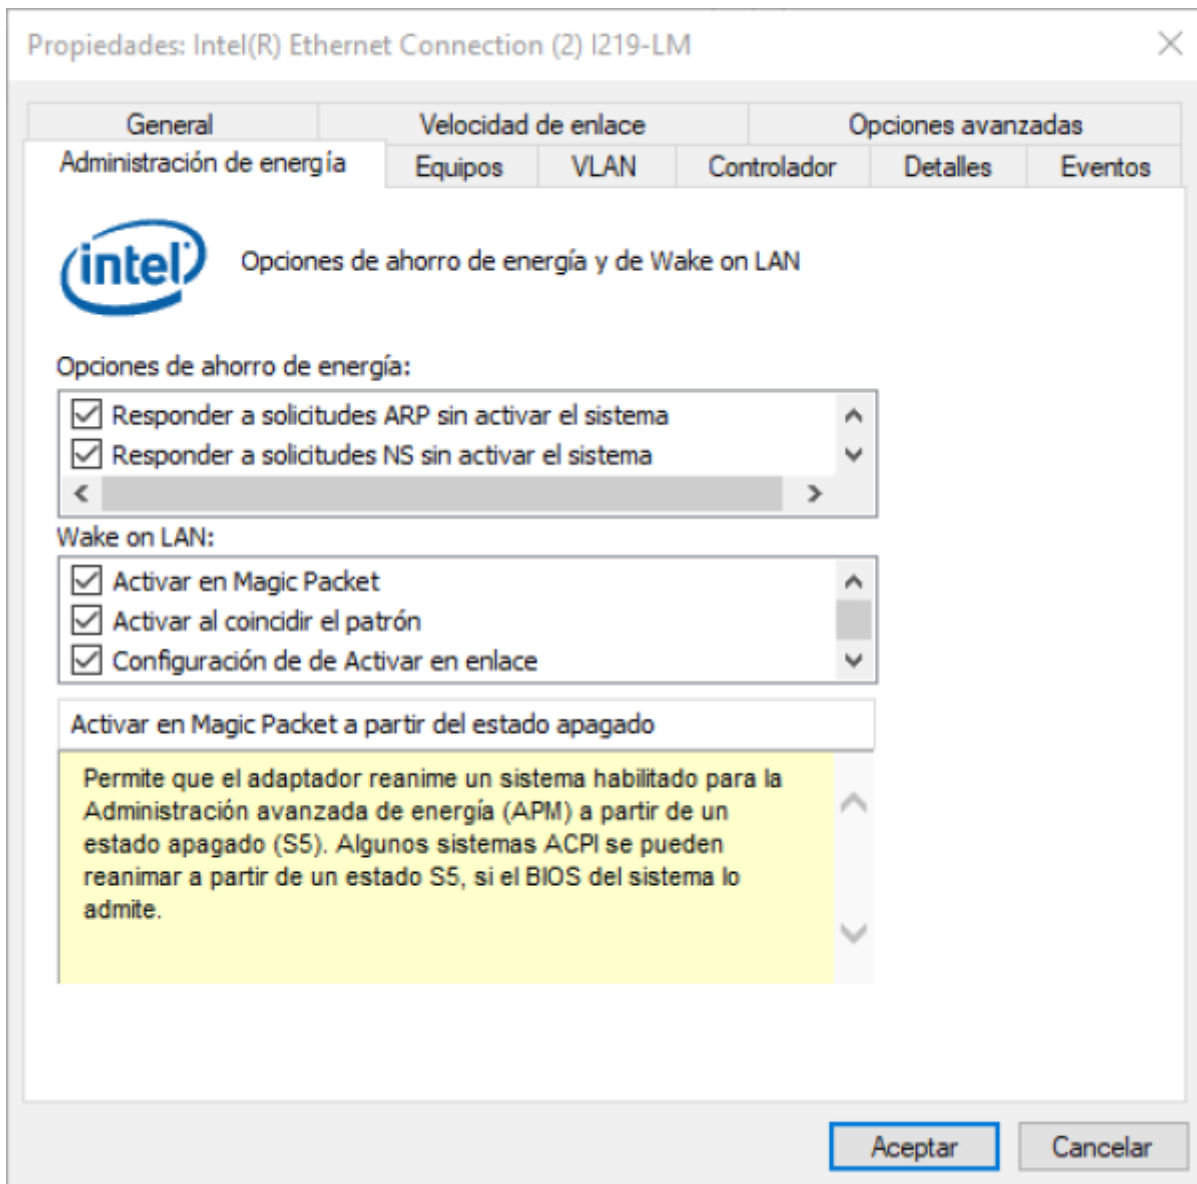 Propiedades: Intel(R) Ethernet Connection (2) I219-LM
General
Velocidad de enlace
Opciones avanzadas
Administración de energía
Equipos
VLAN
Controlador
Detalles
Eventos
intel
Opciones de ahorro de energía y de Wake on LAN
Opciones de ahorro de energía:
Responder a solicitudes ARP sin activar el sistema
Responder a solicitudes NS sin activar el sistema
Wake on LAN:
Activar en Magic Packet
Activar al coincidir el patrón
Configuración de de Activar en enlace
Activar en Magic Packet a partir del estado apagado
Permite que el adaptador reanime un sistema habilitado para la
Administración avanzada de energía (APM) a partir de un
estado apagado (S5). Algunos sistemas ACPI se pueden
reanimar a partir de un estado S5, si el BIOS del sistema lo
admite.
Aceptar
Cancelar